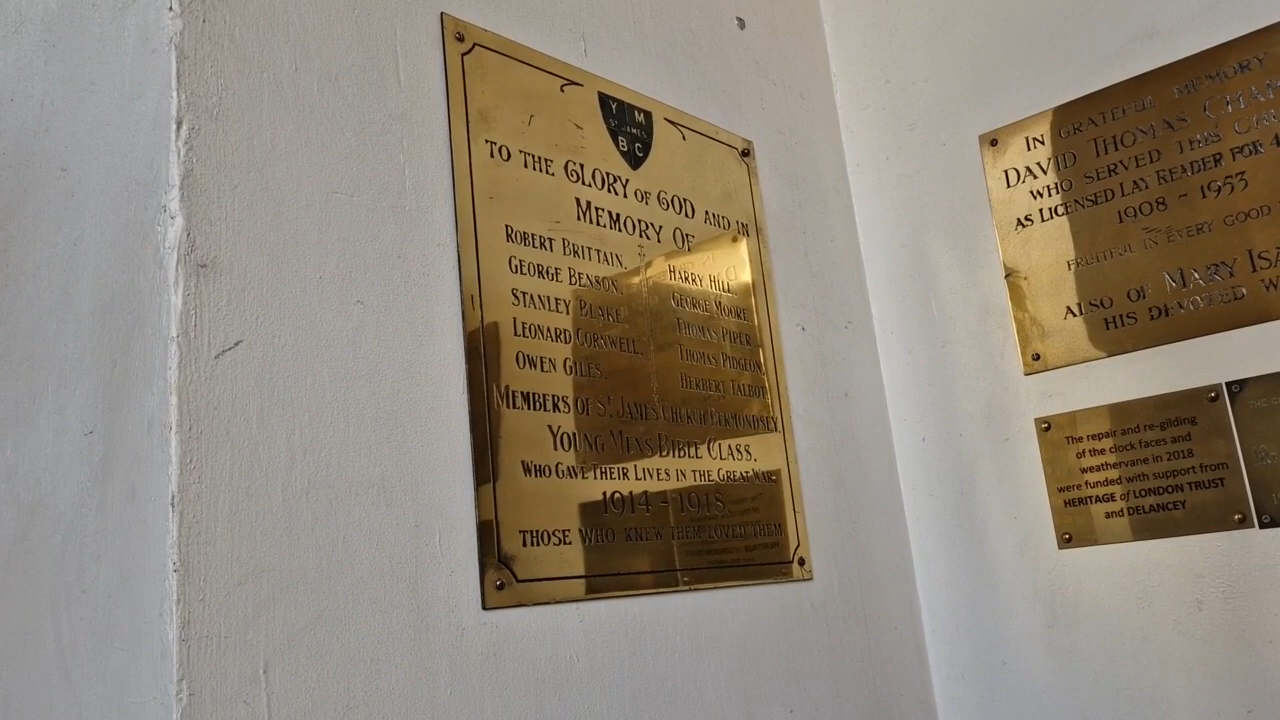 Y M
ST JAMES
B C
TO THE GLORY OF GOD AND IN
MEMORY OF
ROBERT BRITTAIN,
GEORGE BENSON,
STANLEY BLAKE,
LEONARD CORNWELL,
OWEN GILES,
HARRY HILL,
GEORGE MOORE,
THOMAS PIPER,
THOMAS PIDGEON,
HERBERT TALBOT,
MEMBERS OF ST JAMES CHURCH BERMONDSEY,
YOUNG MENS BIBLE CLASS.
WHO GAVE THEIR LIVES IN THE GREAT WAR.
1914 - 1918.
THOSE WHO KNEW THEM LOVED THEM.
IN GRATEFUL MEMORY
DAVID THOMAS
WHO SERVED THIS
AS LICENSED LAY READER FOR 4
1908 ~ 1953
FRUITFUL IN EVERY GOOD
ALSO OF MARY
HIS DEVOTED
The repair and re-gilding
of the clock faces and
weathervane in 2018
were funded with support from
HERITAGE of LONDON TRUST
and DELANCEY